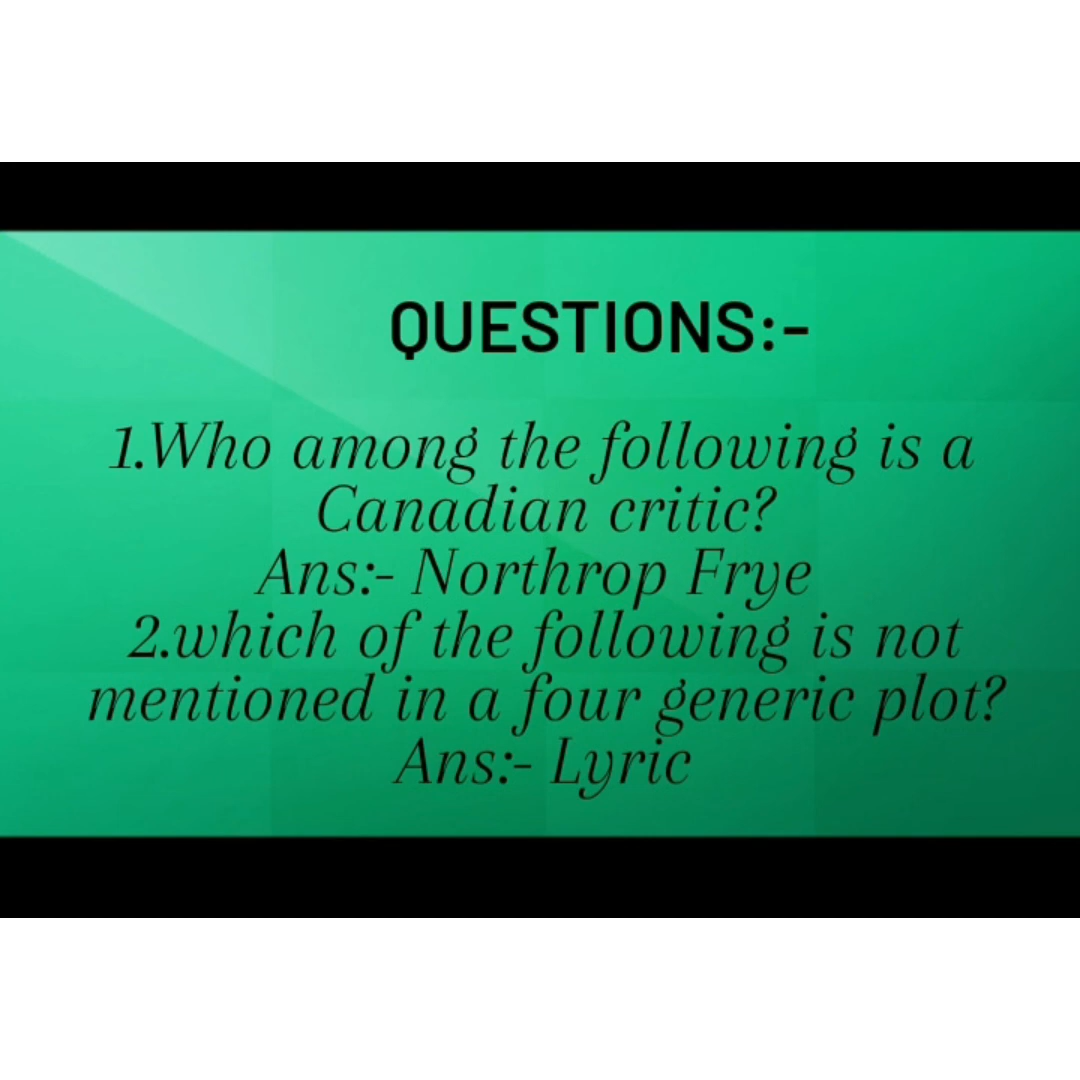 QUESTIONS:-
1.Who among the following is a
Canadian critic?
Ans:- Northrop Frye
2.which of the following is not
mentioned in a four generic plot?
Ans:- Lyric